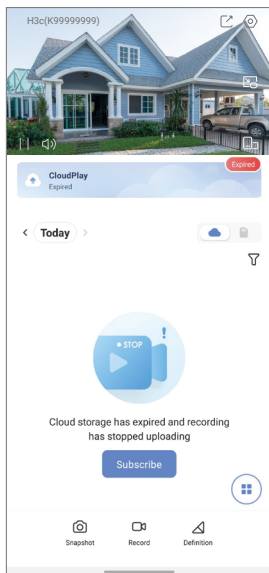 H3c(K99999999)
Expired
CloudPlay
Expired
Today
STOP
Cloud storage has expired and recording
has stopped uploading
Subscribe
Snapshot
Record
Definition